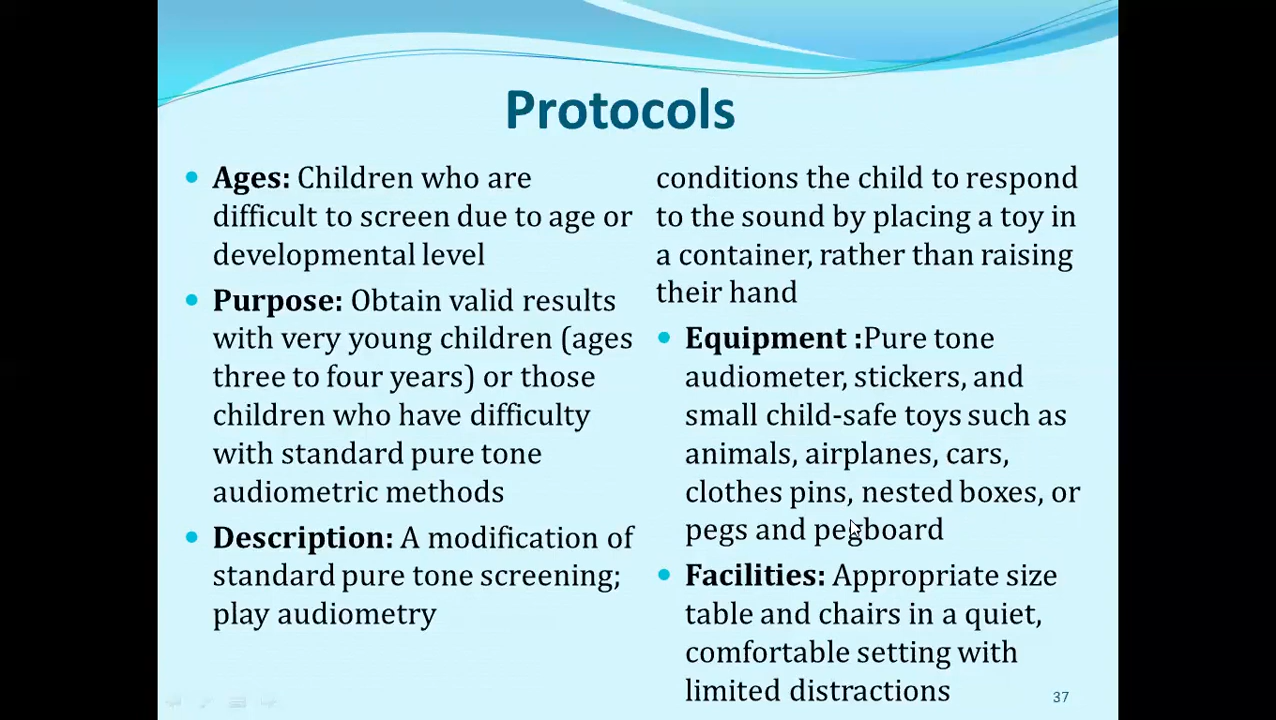 Protocols
Ages: Children who are
difficult to screen due to age or
developmental level
Purpose: Obtain valid results
with very young children (ages
three to four years) or those
children who have difficulty
with standard pure tone
audiometric methods
Description: A modification of
standard pure tone screening;
play audiometry
conditions the child to respond
to the sound by placing a toy in
a container, rather than raising
their hand
Equipment :Pure tone
audiometer, stickers, and
small child-safe toys such as
animals, airplanes, cars,
clothes pins, nested boxes, or
pegs and pegboard
Facilities: Appropriate size
table and chairs in a quiet,
comfortable setting with
limited distractions
37